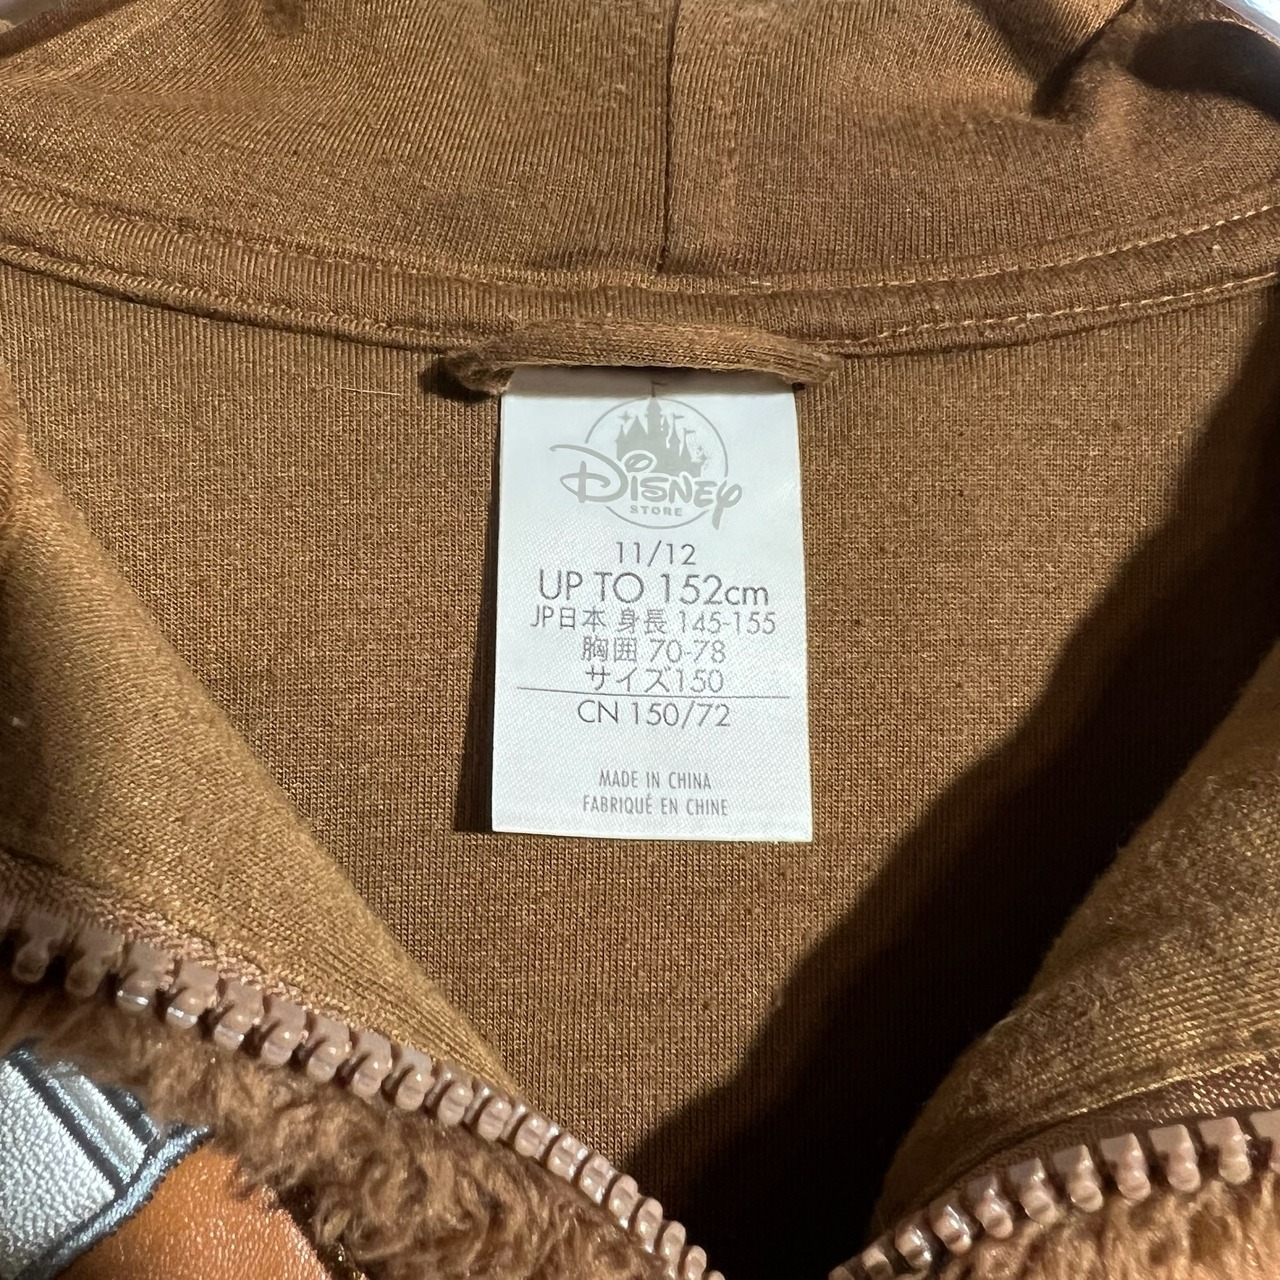 Disney
STORE
11/12
UP TO 152cm
JP日本 身長 145-155
胸囲 70-78
サイズ150
CN 150/72
MADE IN CHINA
FABRIQUÉ EN CHINE